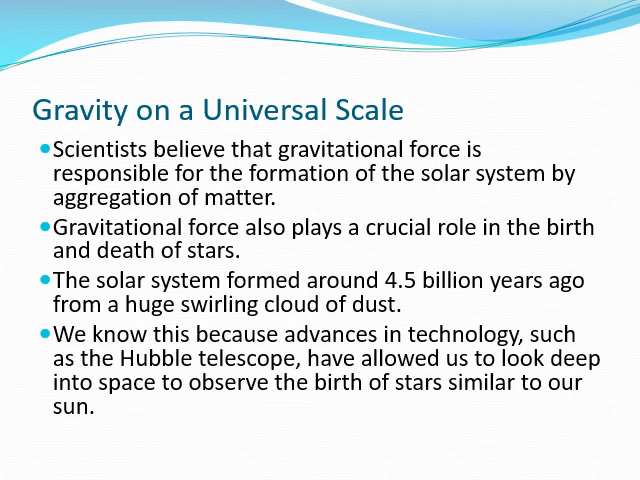 Gravity on a Universal Scale
•Scientists believe that gravitational force is
responsible for the formation of the solar system by
aggregation of matter.
•Gravitational force also plays a crucial role in the birth
and death of stars.
•The solar system formed around 4.5 billion years ago
from a huge swirling cloud of dust.
•We know this because advances in technology, such
as the Hubble telescope, have allowed us to look deep
into space to observe the birth of stars similar to our
sun.